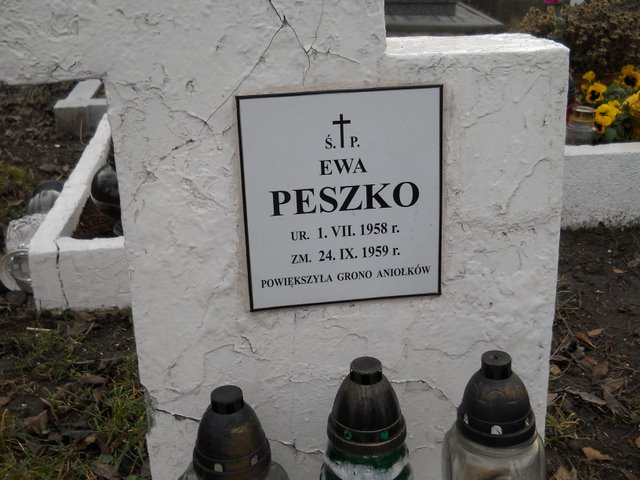 Ś. P.
EWA
PESZKO
UR. 1. VII. 1958 r.
ZM. 24. IX. 1959 r.
POWIĘKSZYŁA GRONO ANIOŁKÓW